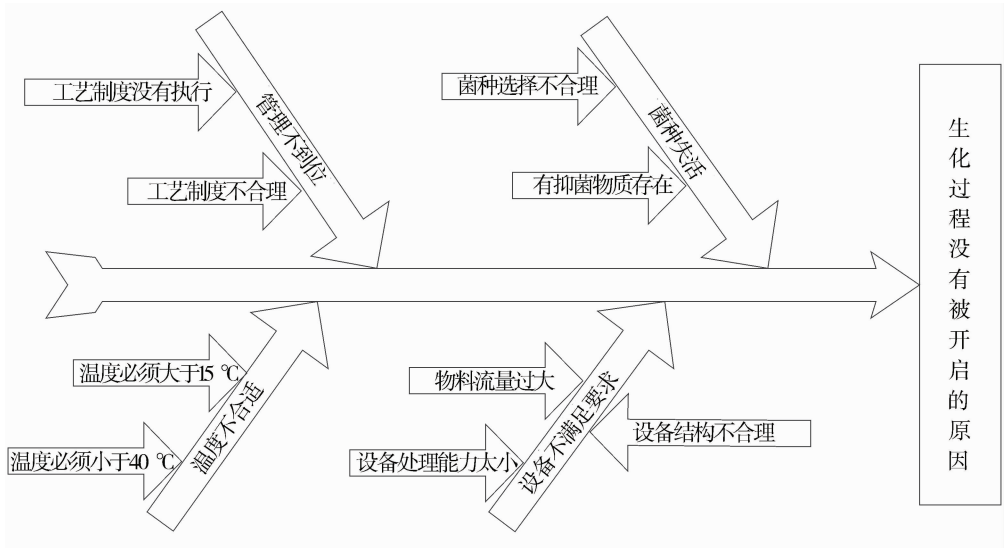 工艺制度没有执行
工艺制度不合理
管理不到位
菌种选择不合理
有抑菌物质存在
菌种失活
温度必须大于15 ℃
温度必须小于40 ℃
温度不合适
物料流量过大
设备处理能力太小
设备不满足要求
设备结构不合理
生化过程没有被开启的原因